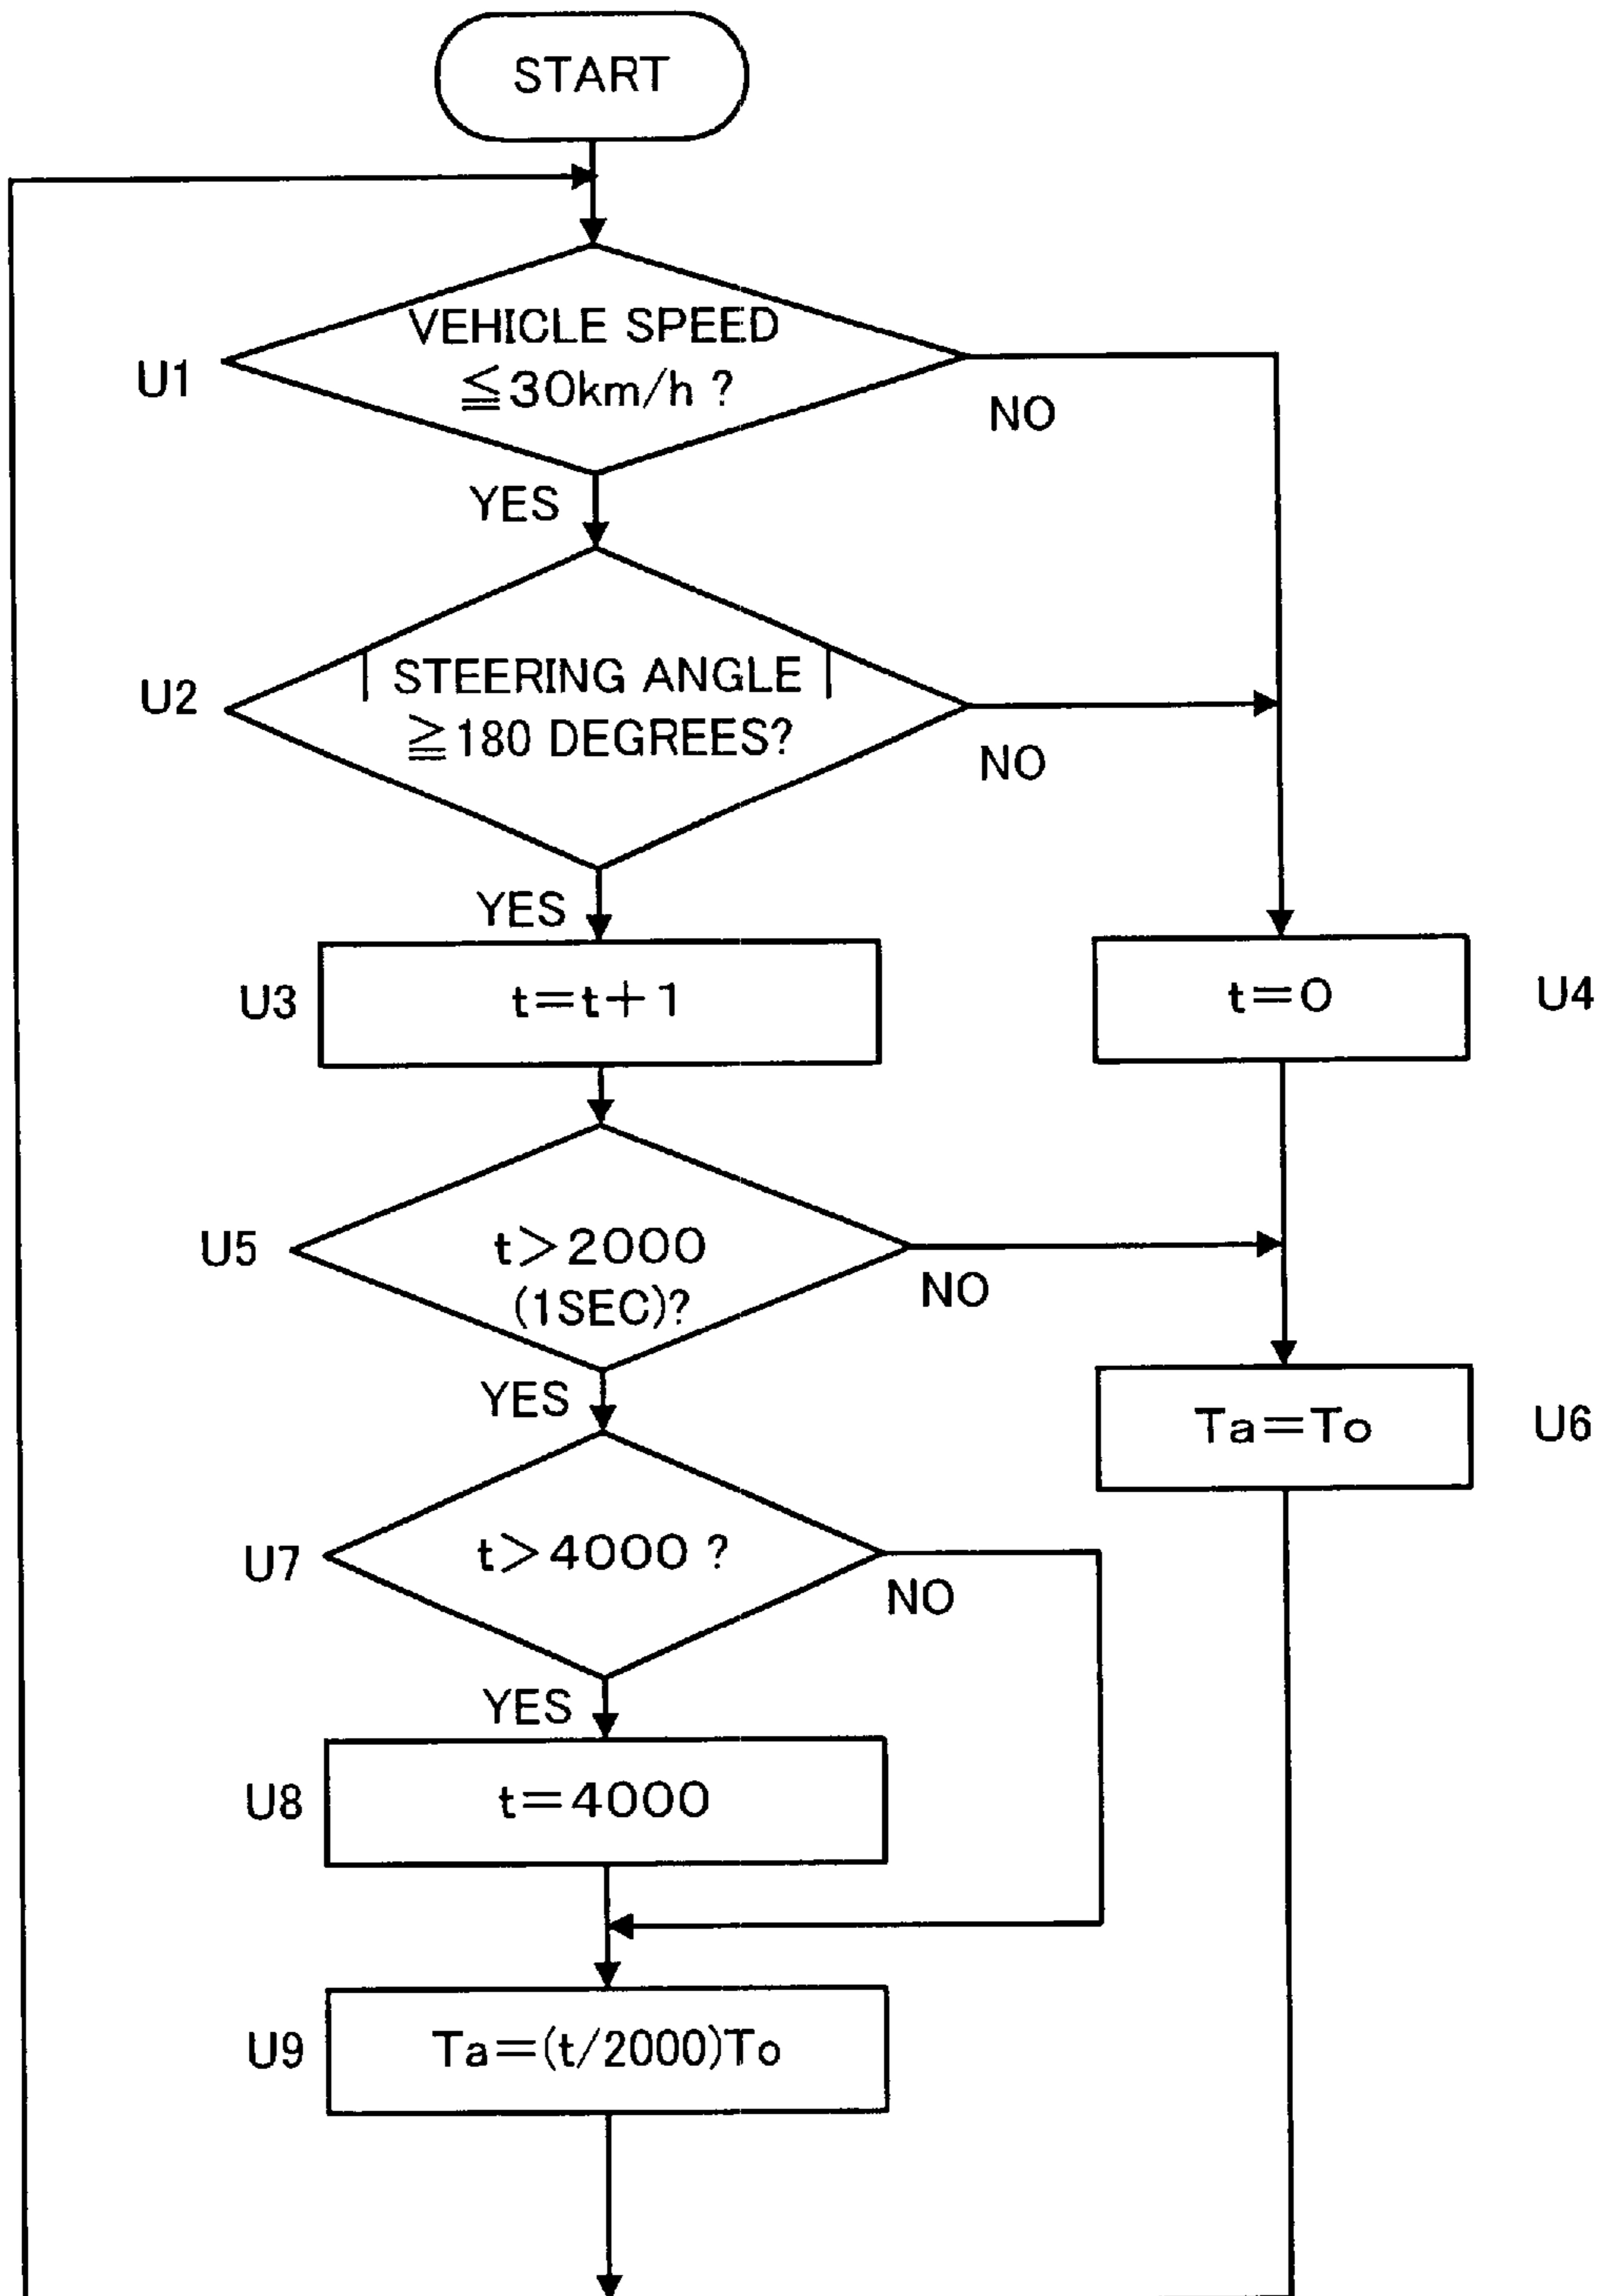 START
VEHICLE SPEED
≦30km/h ?
U1
NO
YES
| STEERING ANGLE |
≧180 DEGREES?
U2
NO
YES
U3
t=t+1
t=0
U4
U5
t>2000
(1SEC)?
NO
YES
Ta=To
U6
U7
t>4000 ?
NO
YES
U8
t=4000
U9
Ta=(t/2000)To